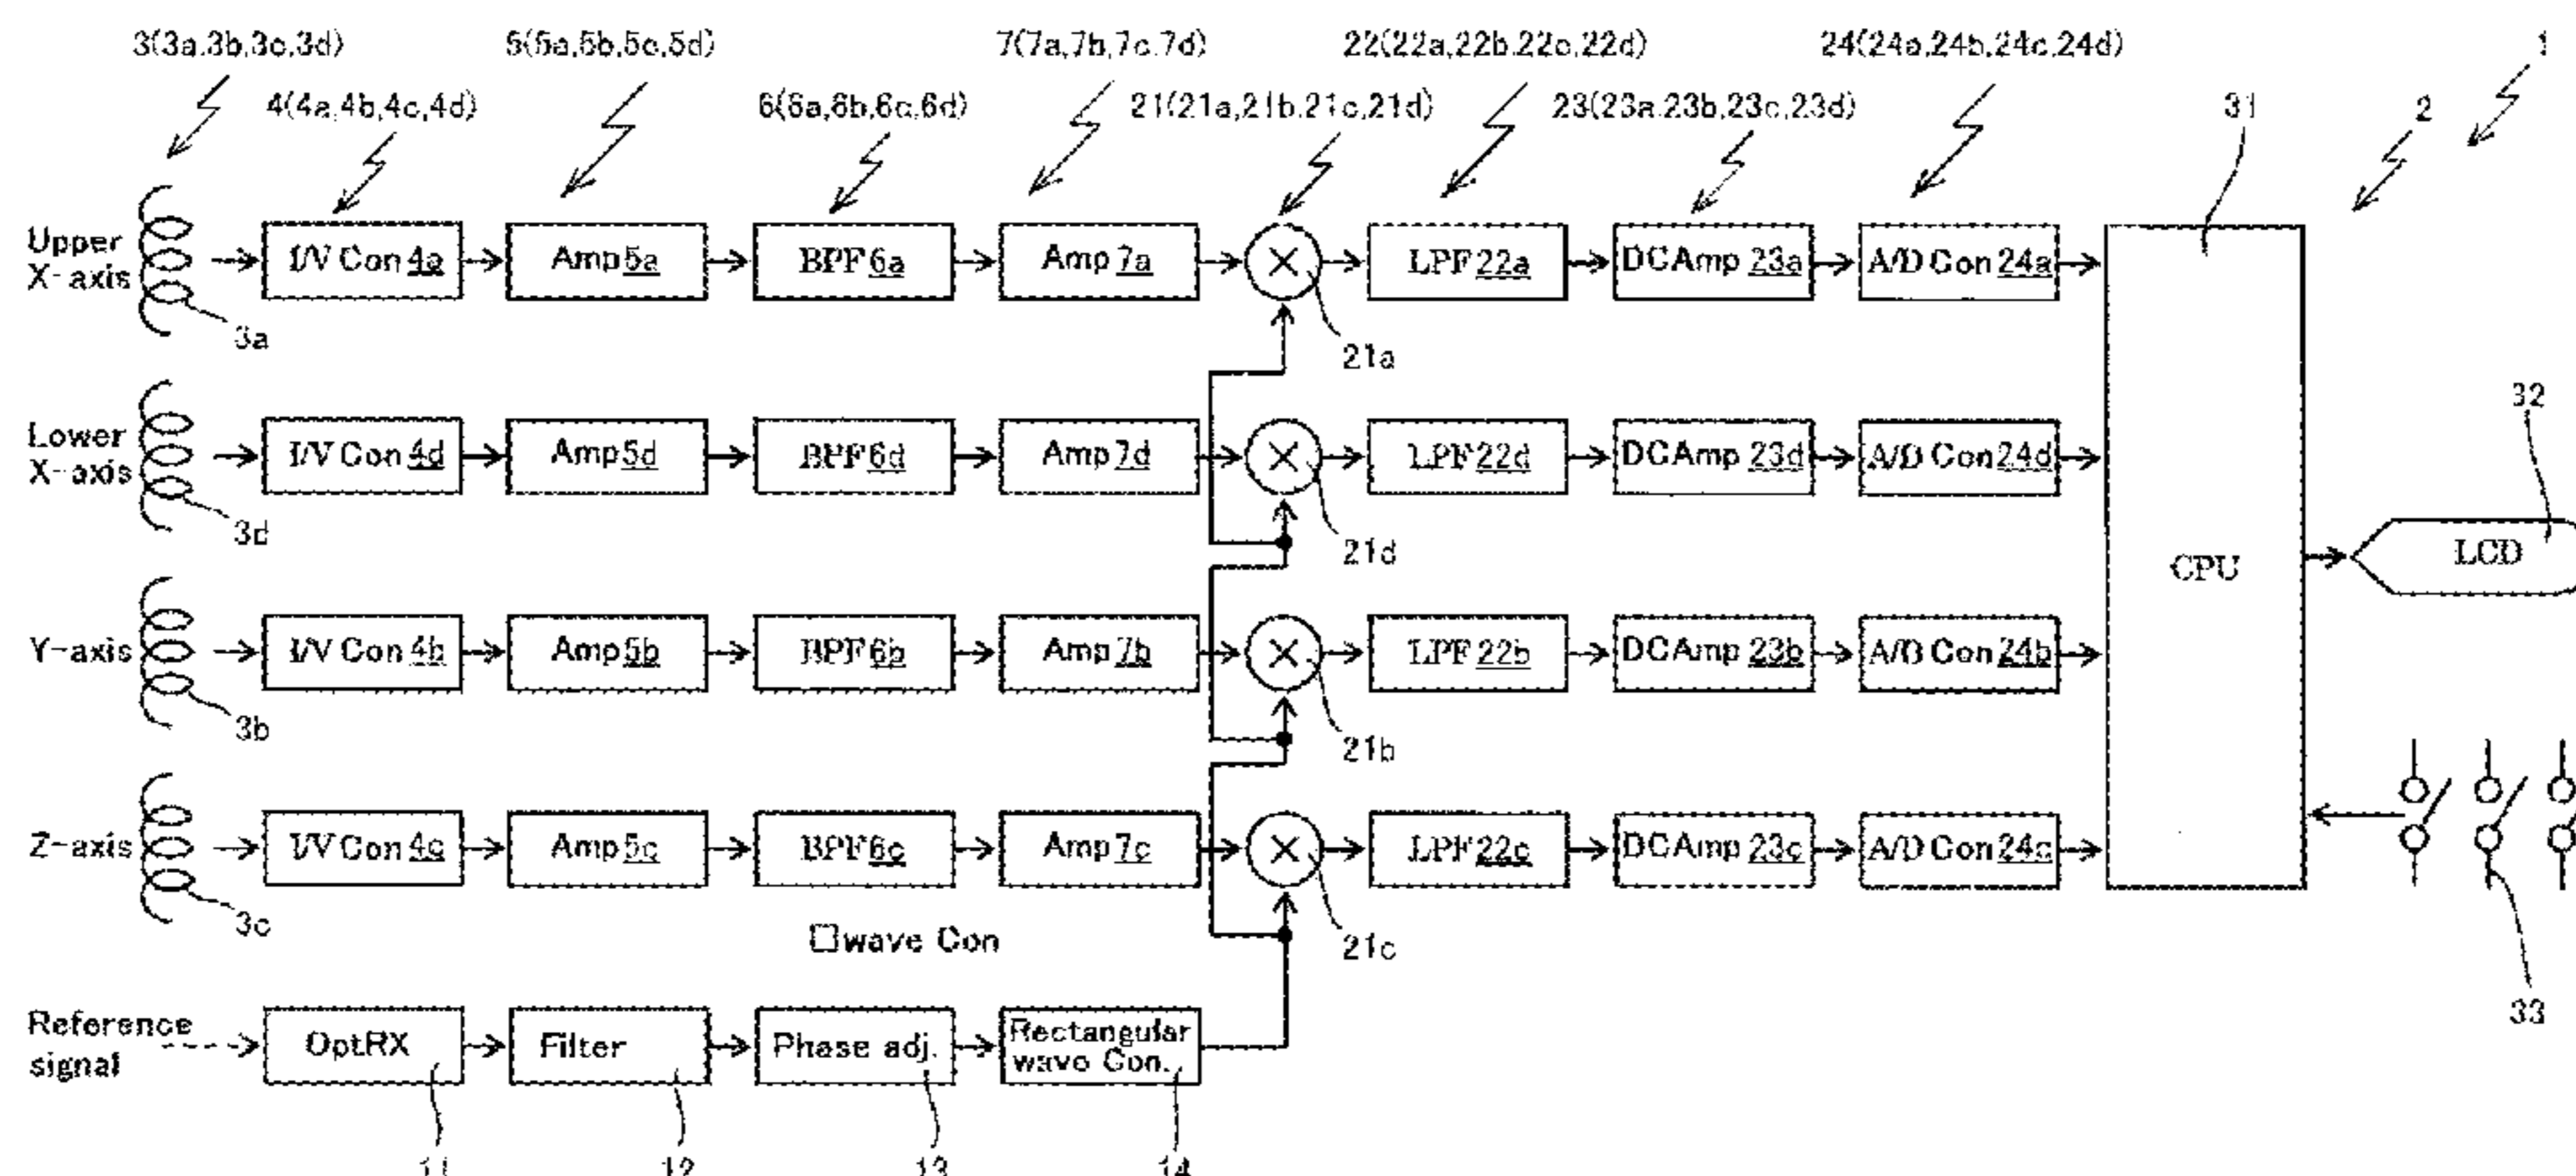 3(3a.3b,3c,3d)
5(5a,5b,5c,5d)
7(7a,7b,7c.7d)
22(22a,22b.22c,22d)
24(24a,24b,24c,24d)
1
4(4a,4b,4c,4d)
6(6a,6b,6c,6d)
21(21a,21b.21c,21d)
23(23a.23b,23c,23d)
31
2
Upper
X-axis
I/V Con 4a
Amp 5a
BPF 6a
Amp 7a
LPF 22a
DCAmp 23a
A/D Con 24a
3a
21a
32
Lower
X-axis
I/V Con 4d
Amp 5d
BPF 6d
Amp 7d
LPF 22d
DCAmp 23d
A/D Con 24d
3d
21d
CPU
LCD
Y-axis
I/V Con 4b
Amp 5b
BPF 6b
Amp 7b
LPF 22b
DCAmp 23b
A/D Con 24b
3b
21b
Z-axis
I/V Con 4c
Amp 5c
BPF 6c
Amp 7c
LPF 22c
DCAmp 23c
A/D Con 24c
3c
□wave Con
21c
33
Reference
signal
OptRX
Filter
Phase adj.
Rectangular
wave Con.
11
12
13
14